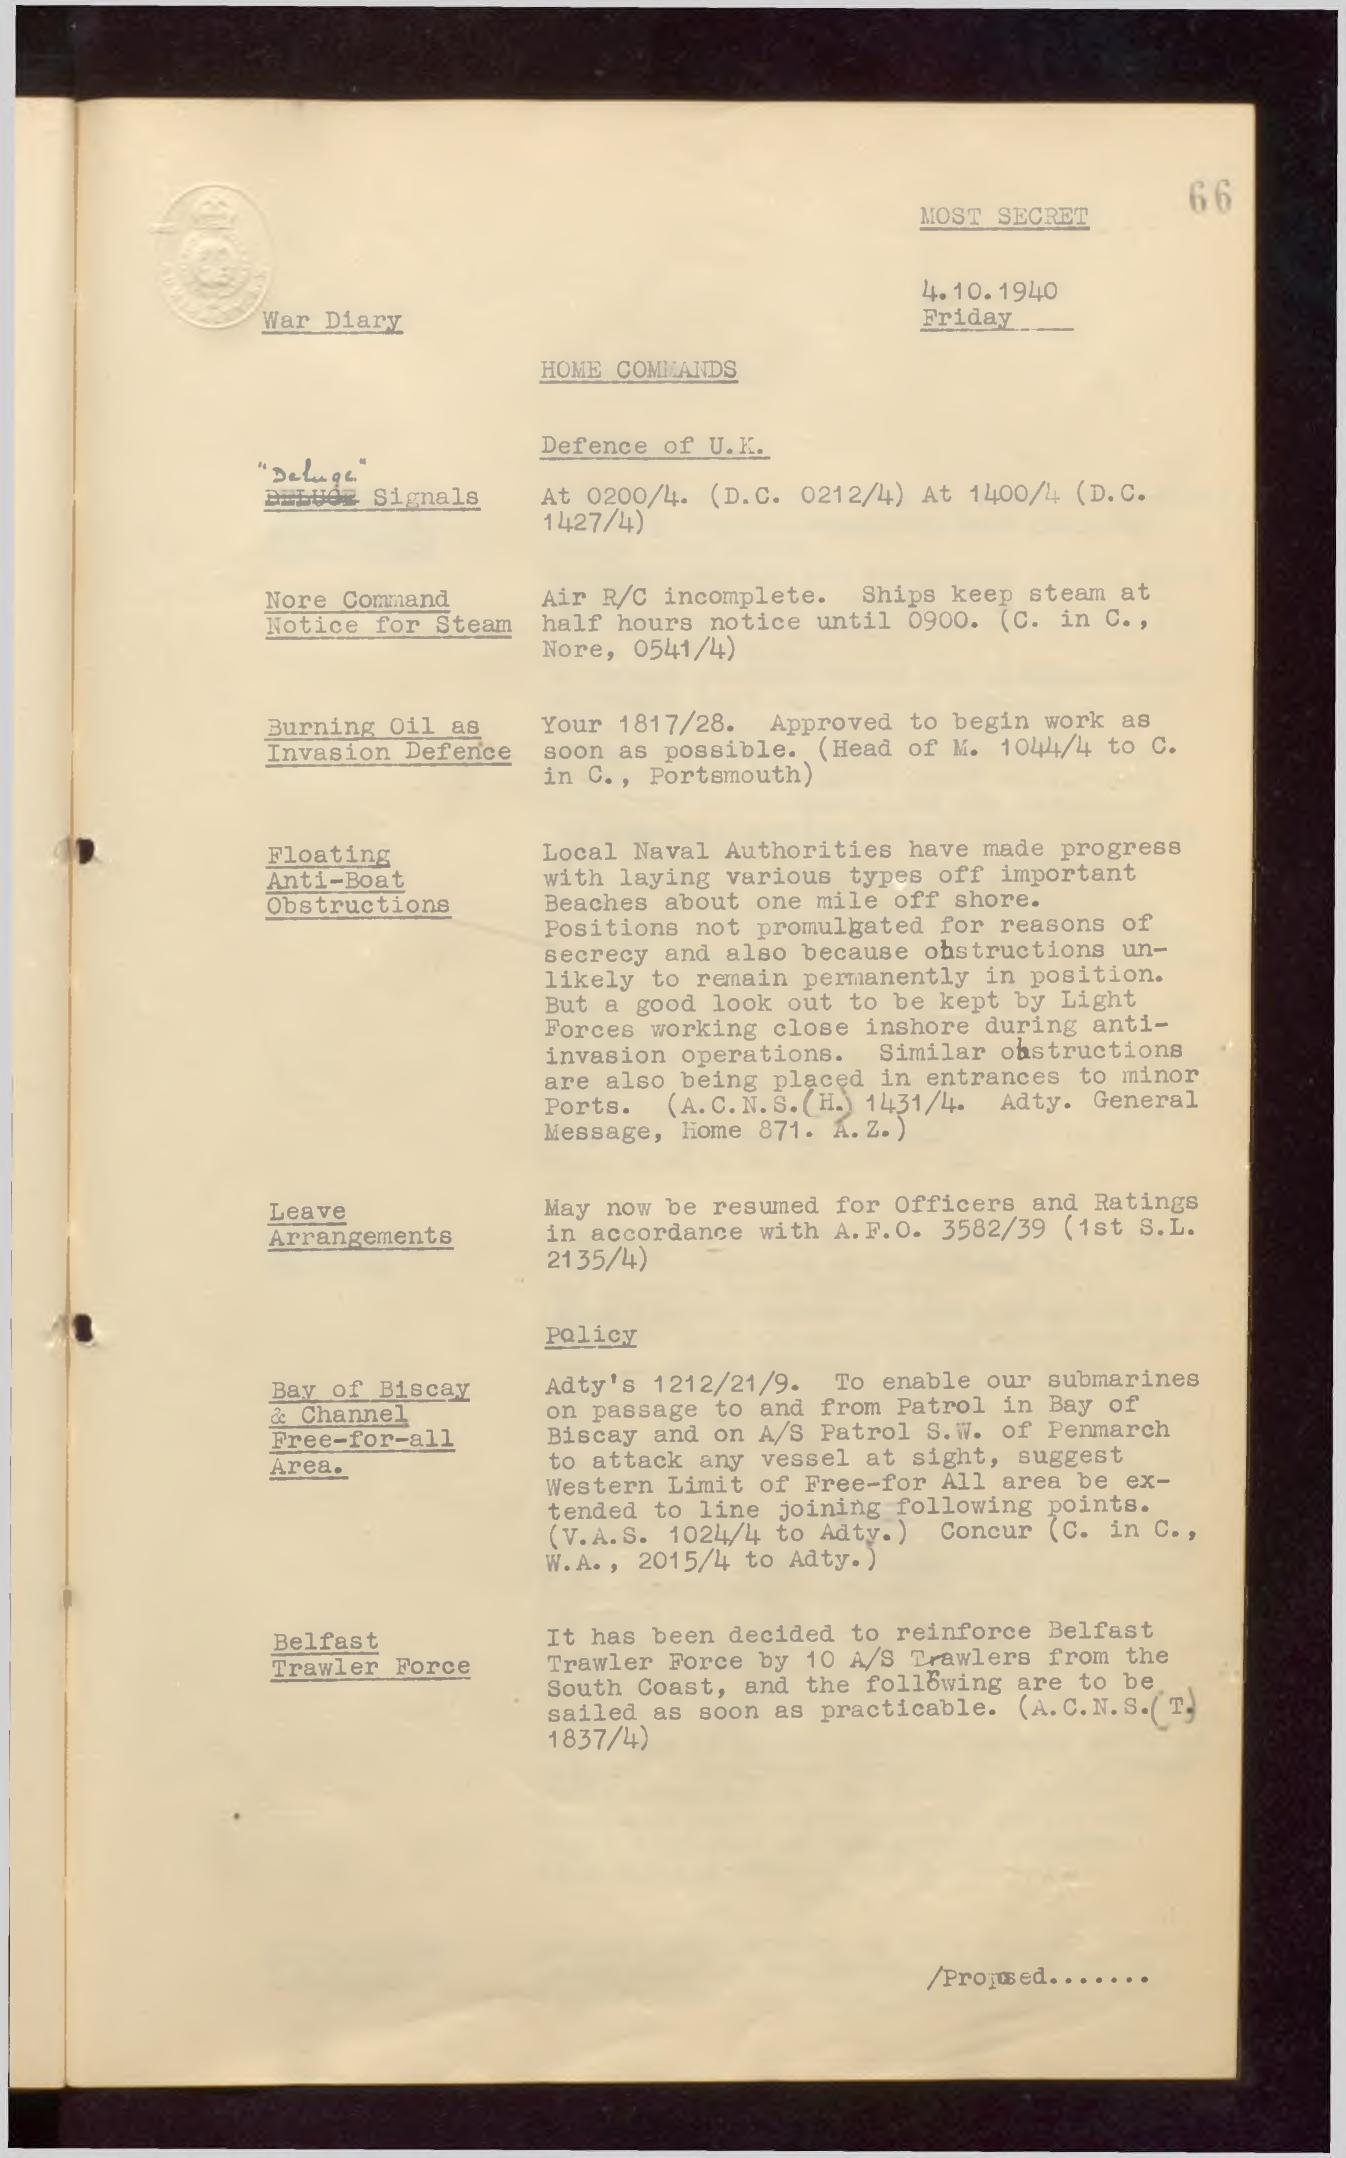 66
MOST SECRET
4.10.1940
War Diary
Friday
HOME COMMANDS
Defence of U.K.
"Deluge"
DELUGE Signals
At 0200/4. (D.C. 0212/4) At 1400/4 (D.C.
1427/4)
Nore Command
Notice for Steam
Air R/C incomplete. Ships keep steam at
half hours notice until 0900. (C. in C.,
Nore, 0541/4)
Burning Oil as
Invasion Defence
Your 1817/28. Approved to begin work as
soon as possible. (Head of M. 1044/4 to C.
in C., Portsmouth)
Floating
Anti-Boat
Obstructions
Local Naval Authorities have made progress
with laying various types off important
Beaches about one mile off shore.
Positions not promulgated for reasons of
secrecy and also because obstructions un-
likely to remain permanently in position.
But a good look out to be kept by Light
Forces working close inshore during anti-
invasion operations. Similar obstructions
are also being placed in entrances to minor
Ports. (A.C.N.S.(H.) 1431/4. Adty. General
Message, Home 871. A.Z.)
Leave
Arrangements
May now be resumed for Officers and Ratings
in accordance with A.F.O. 3582/39 (1st S.L.
2135/4)
Policy
Bay of Biscay
& Channel
Free-for-all
Area.
Adty's 1212/21/9. To enable our submarines
on passage to and from Patrol in Bay of
Biscay and on A/S Patrol S.W. of Penmarch
to attack any vessel at sight, suggest
Western Limit of Free-for All area be ex-
tended to line joining following points.
(V.A.S. 1024/4 to Adty.) Concur (C. in C.,
W.A., 2015/4 to Adty.)
Belfast
Trawler Force
It has been decided to reinforce Belfast
Trawler Force by 10 A/S Trawlers from the
South Coast, and the following are to be
sailed as soon as practicable. (A.C.N.S.(T.)
1837/4)
/Propsed.......